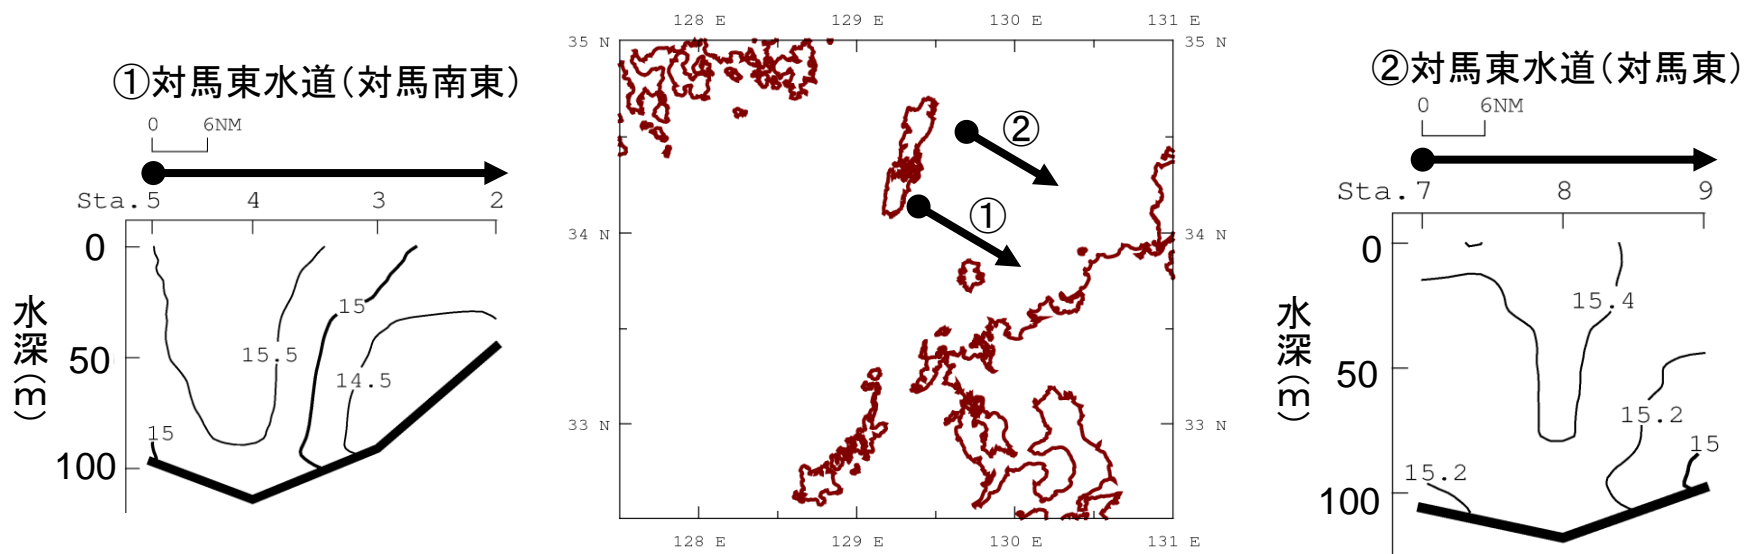 ①対馬東水道(対馬南東)
0 6NM
Sta.5 4 3 2
0
50
100
水深(m)
15.5
15
14.5
15
128 E 129 E 130 E 131 E
35 N 35 N
②
①
34 N 34 N
33 N 33 N
128 E 129 E 130 E 131 E
②対馬東水道(対馬東)
0 6NM
Sta.7 8 9
0
50
100
水深(m)
15.4
15.2
15
15.2